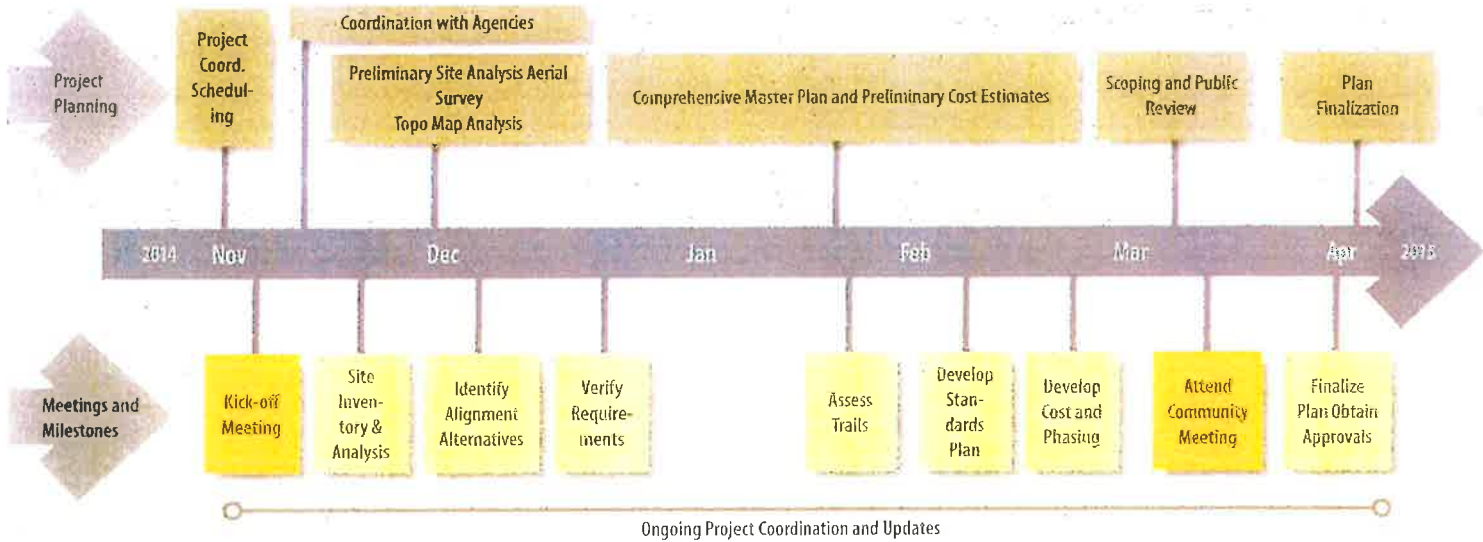 Project
Planning
Project
Coord.
Schedul-
ing
Coordination with Agencies
Preliminary Site Analysis Aerial
Survey
Topo Map Analysis
Comprehensive Master Plan and Preliminary Cost Estimates
Scoping and Public
Review
Plan
Finalization
2014 Nov Dec Jan Feb Mar Apr 2015
Meetings and
Milestones
Kick-off
Meeting
Site
Inven-
tory &
Analysis
Identify
Alignment
Alternatives
Verify
Require-
ments
Assess
Trails
Develop
Stan-
dards
Plan
Develop
Cost and
Phasing
Attend
Community
Meeting
Finalize
Plan Obtain
Approvals
Ongoing Project Coordination and Updates